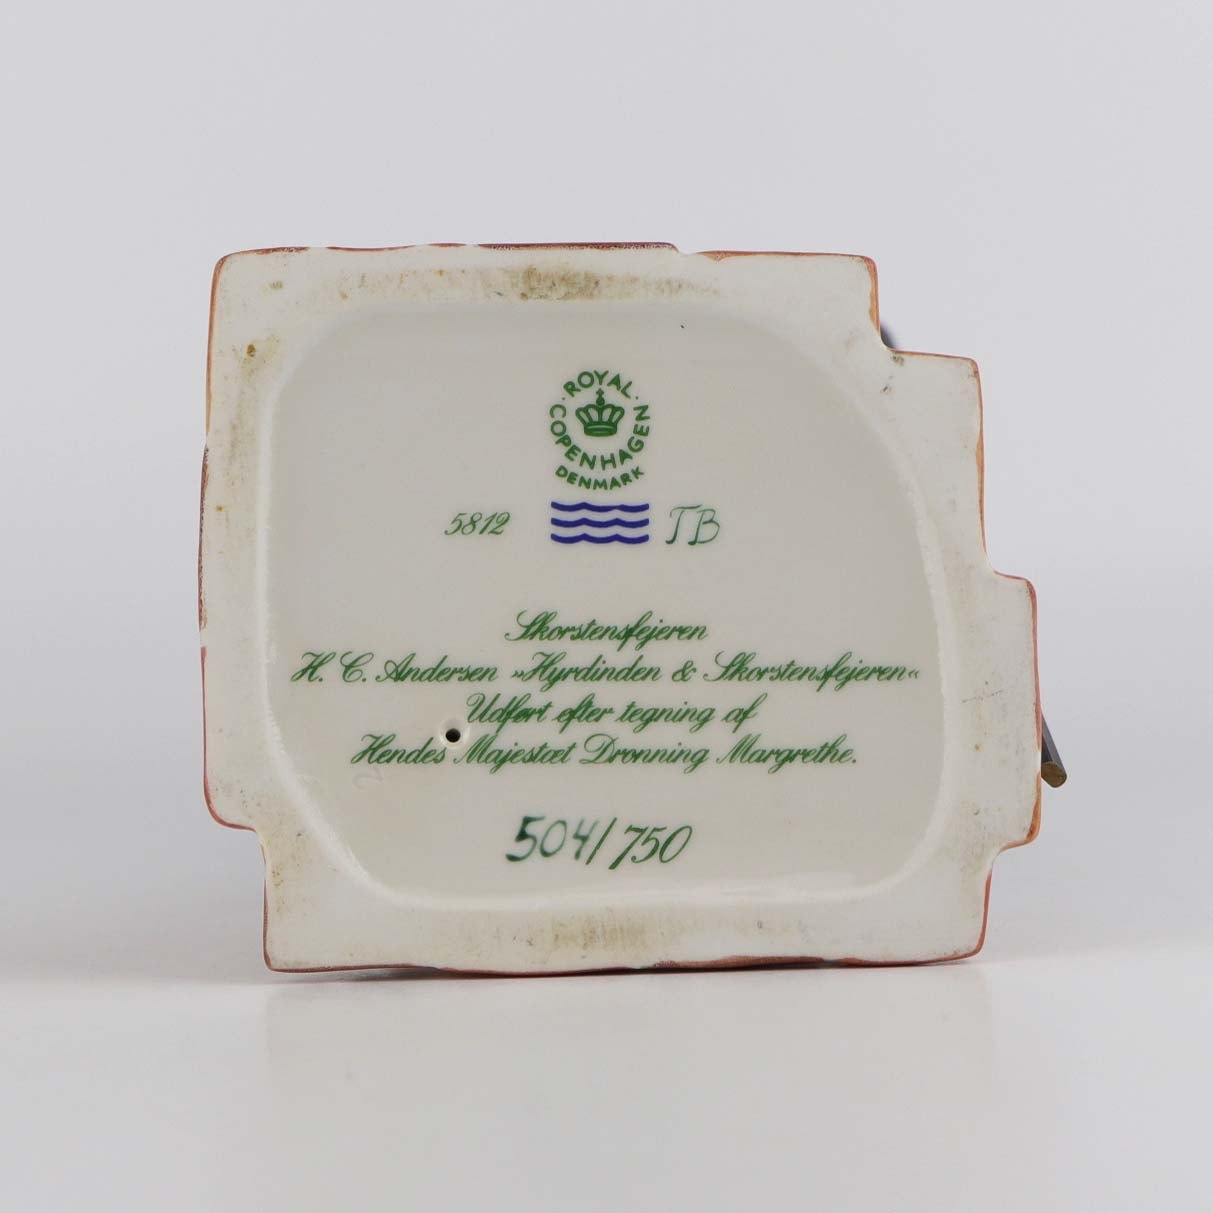 ROYAL
COPENHAGEN
DENMARK
5812 TB
Skorstensfejeren
H. C. Andersen »Hyrdinden & Skorstensfejeren«
Udført efter tegning af
Hendes Majestæt Dronning Margrethe.
504/750